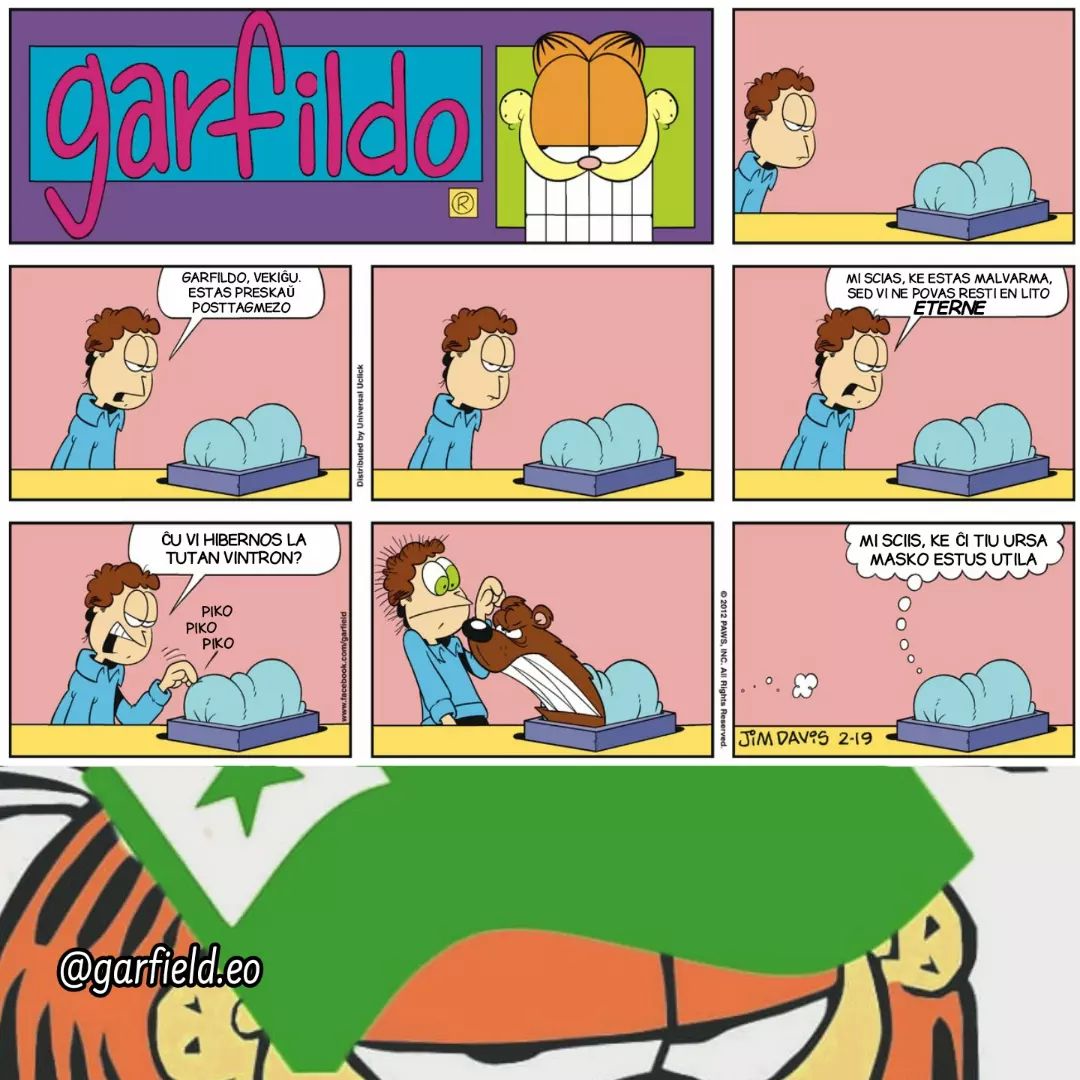 garfildo
®
GARFILDO, VEKIĜU.
ESTAS PRESKAŬ
POSTTAGMEZO
Distributed by Universal Uclick
MI SCIAS, KE ESTAS MALVARMA,
SED VI NE POVAS RESTI EN LITO
ETERNE
ĈU VI HIBERNOS LA
TUTAN VINTRON?
PIKO
PIKO
PIKO
www.facebook.com/garfield
© 2012 PAWS, INC. All Rights Reserved.
MI SCIIS, KE ĈI TIU URSA
MASKO ESTUS UTILA
JIM DAVIS 2-19
@garfield.eo